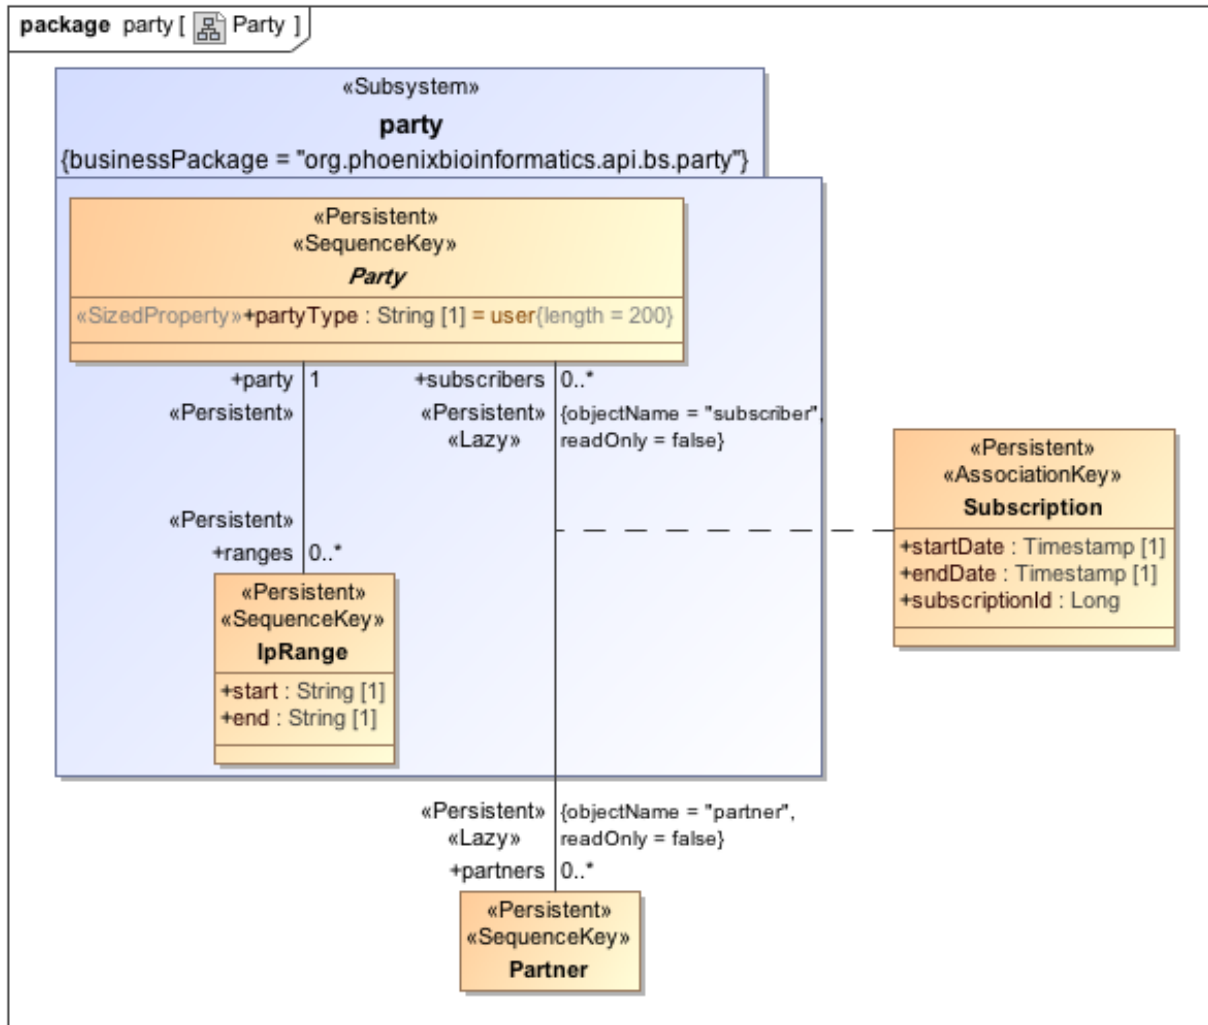 package party [ Party ]
«Subsystem»
party
{businessPackage = "org.phoenixbioinformatics.api.bs.party"}
«Persistent»
«SequenceKey»
Party
«SizedProperty»+partyType : String [1] = user{length = 200}
+party 1
«Persistent»
+subscribers 0..*
«Persistent» {objectName = "subscriber",
«Lazy» readOnly = false}
«Persistent»
+ranges 0..*
«Persistent»
«SequenceKey»
IpRange
+start : String [1]
+end : String [1]
«Persistent»
«AssociationKey»
Subscription
+startDate : Timestamp [1]
+endDate : Timestamp [1]
+subscriptionId : Long
«Persistent» {objectName = "partner",
«Lazy» readOnly = false}
+partners 0..*
«Persistent»
«SequenceKey»
Partner